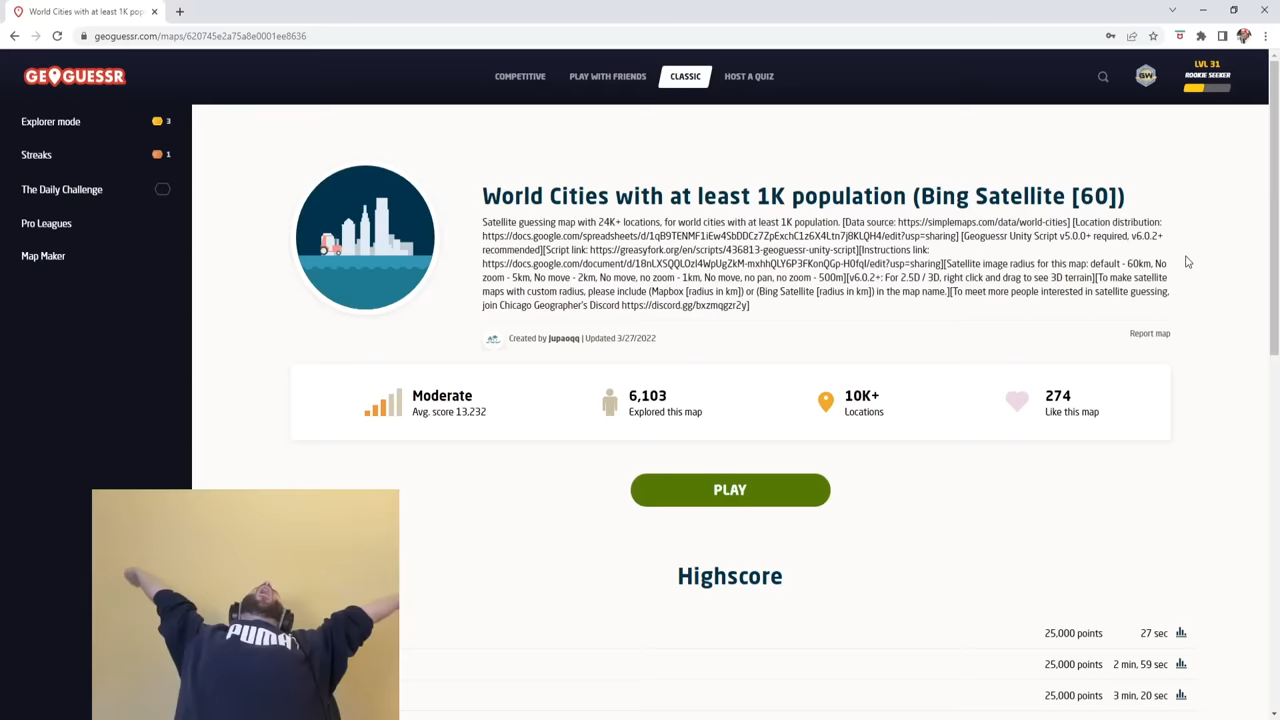 World Cities with at least 1K pop
geoguessr.com/maps/620745e2a75a8e0001ee8636
GEOGUESSR
COMPETITIVE
PLAY WITH FRIENDS
CLASSIC
HOST A QUIZ
GW
LVL 31
ROOKIE SEEKER
Explorer mode 3
Streaks 1
The Daily Challenge
Pro Leagues
Map Maker
World Cities with at least 1K population (Bing Satellite [60])
Satellite guessing map with 24K+ locations, for world cities with at least 1K population. [Data source: https://simplemaps.com/data/world-cities] [Location distribution:
https://docs.google.com/spreadsheets/d/1qB9TENMF1iEw4SbDDCz7ZpExchC1z6X4Ltn7j8KLQH4/edit?usp=sharing] [Geoguessr Unity Script v5.0.0+ required, v6.0.2+
recommended][Script link: https://greasyfork.org/en/scripts/436813-geoguessr-unity-script][Instructions link:
https://docs.google.com/document/d/18nLXSQQLOzl4WpUgZkM-mxhhQLY6P3FKonQGp-H0fqI/edit?usp=sharing][Satellite image radius for this map: default - 60km, No
zoom - 5km, No move - 2km, No move, no zoom - 1km, No move, no pan, no zoom - 500m][v6.0.2+: For 2.5D / 3D, right click and drag to see 3D terrain][To make satellite
maps with custom radius, please include (Mapbox [radius in km]) or (Bing Satellite [radius in km]) in the map name.][To meet more people interested in satellite guessing,
join Chicago Geographer's Discord https://discord.gg/bxzmqgzr2y]
Created by jupaoqq | Updated 3/27/2022
Report map
Moderate
Avg. score 13,232
6,103
Explored this map
10K+
Locations
274
Like this map
PLAY
Highscore
25,000 points 27 sec
25,000 points 2 min, 59 sec
25,000 points 3 min, 20 sec
PUMA